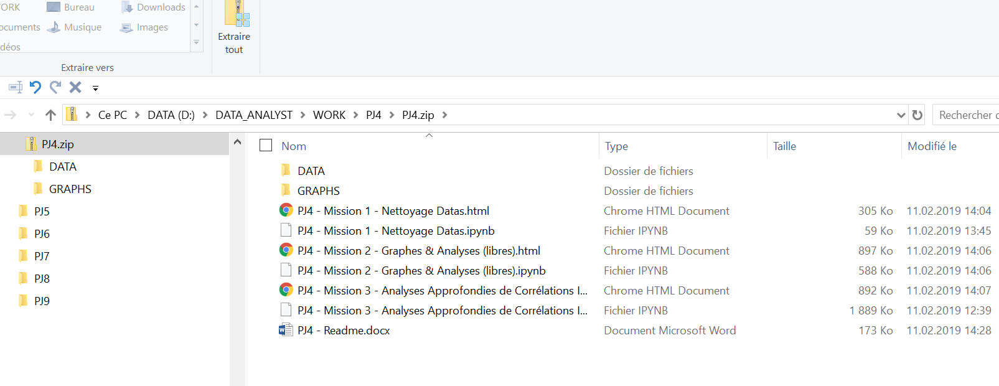 ORK Bureau Downloads
ocuments Musique Images
déos
Extraire tout
Extraire vers
Ce PC > DATA (D:) > DATA_ANALYST > WORK > PJ4 > PJ4.zip >
Rechercher d
PJ4.zip
DATA
GRAPHS
PJ5
PJ6
PJ7
PJ8
PJ9
Nom Type Taille Modifié le
DATA Dossier de fichiers
GRAPHS Dossier de fichiers
PJ4 - Mission 1 - Nettoyage Datas.html Chrome HTML Document 305 Ko 11.02.2019 14:04
PJ4 - Mission 1 - Nettoyage Datas.ipynb Fichier IPYNB 59 Ko 11.02.2019 13:45
PJ4 - Mission 2 - Graphes & Analyses (libres).html Chrome HTML Document 897 Ko 11.02.2019 14:06
PJ4 - Mission 2 - Graphes & Analyses (libres).ipynb Fichier IPYNB 588 Ko 11.02.2019 14:06
PJ4 - Mission 3 - Analyses Approfondies de Corrélations I... Chrome HTML Document 892 Ko 11.02.2019 14:07
PJ4 - Mission 3 - Analyses Approfondies de Corrélations I... Fichier IPYNB 1 889 Ko 11.02.2019 12:39
PJ4 - Readme.docx Document Microsoft Word 173 Ko 11.02.2019 14:28